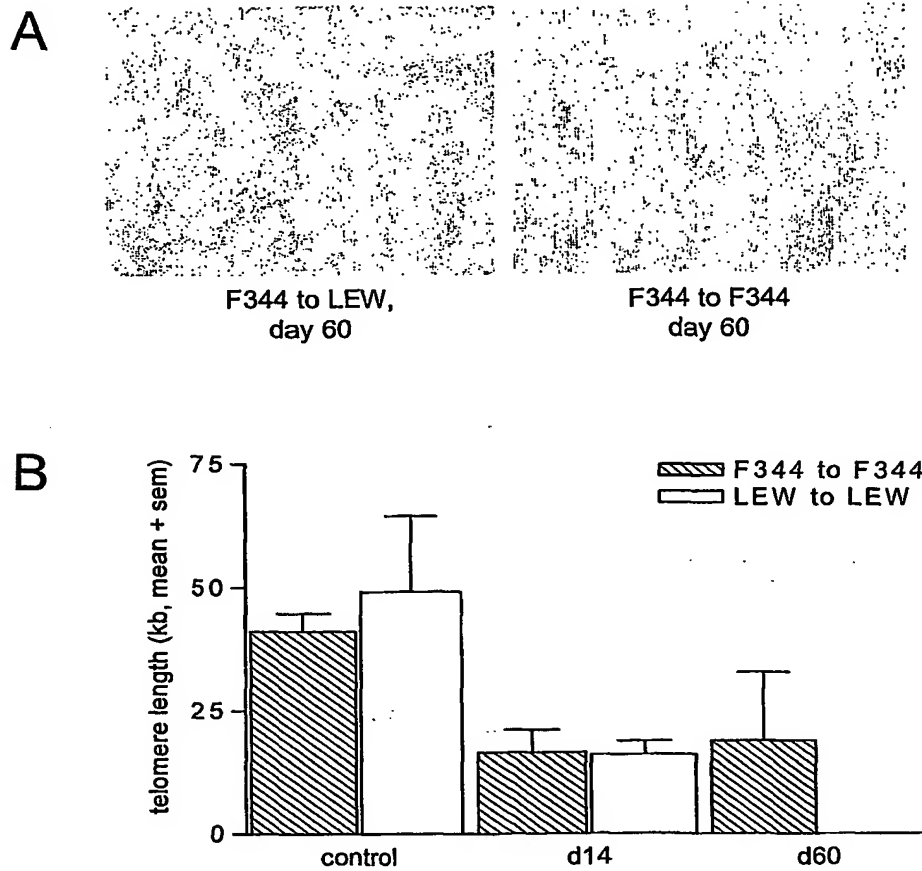 A
F344 to LEW,
day 60
F344 to F344
day 60
B
telomere length (kb, mean + sem)
75
50
25
0
F344 to F344
LEW to LEW
control
d14
d60